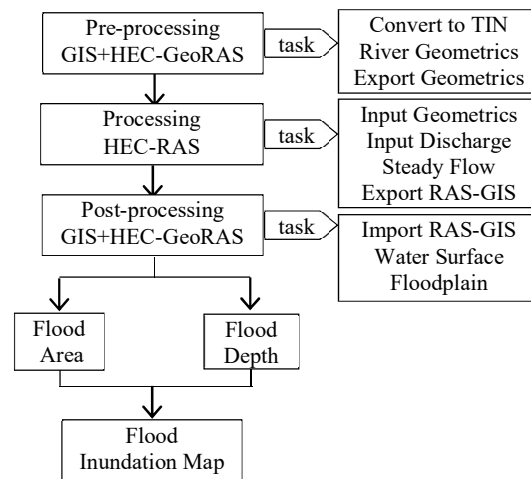 Pre-processing
GIS+HEC-GeoRAS
task
Convert to TIN
River Geometrics
Export Geometrics
Processing
HEC-RAS
task
Input Geometrics
Input Discharge
Steady Flow
Export RAS-GIS
Post-processing
GIS+HEC-GeoRAS
task
Import RAS-GIS
Water Surface
Floodplain
Flood
Area
Flood
Depth
Flood
Inundation Map